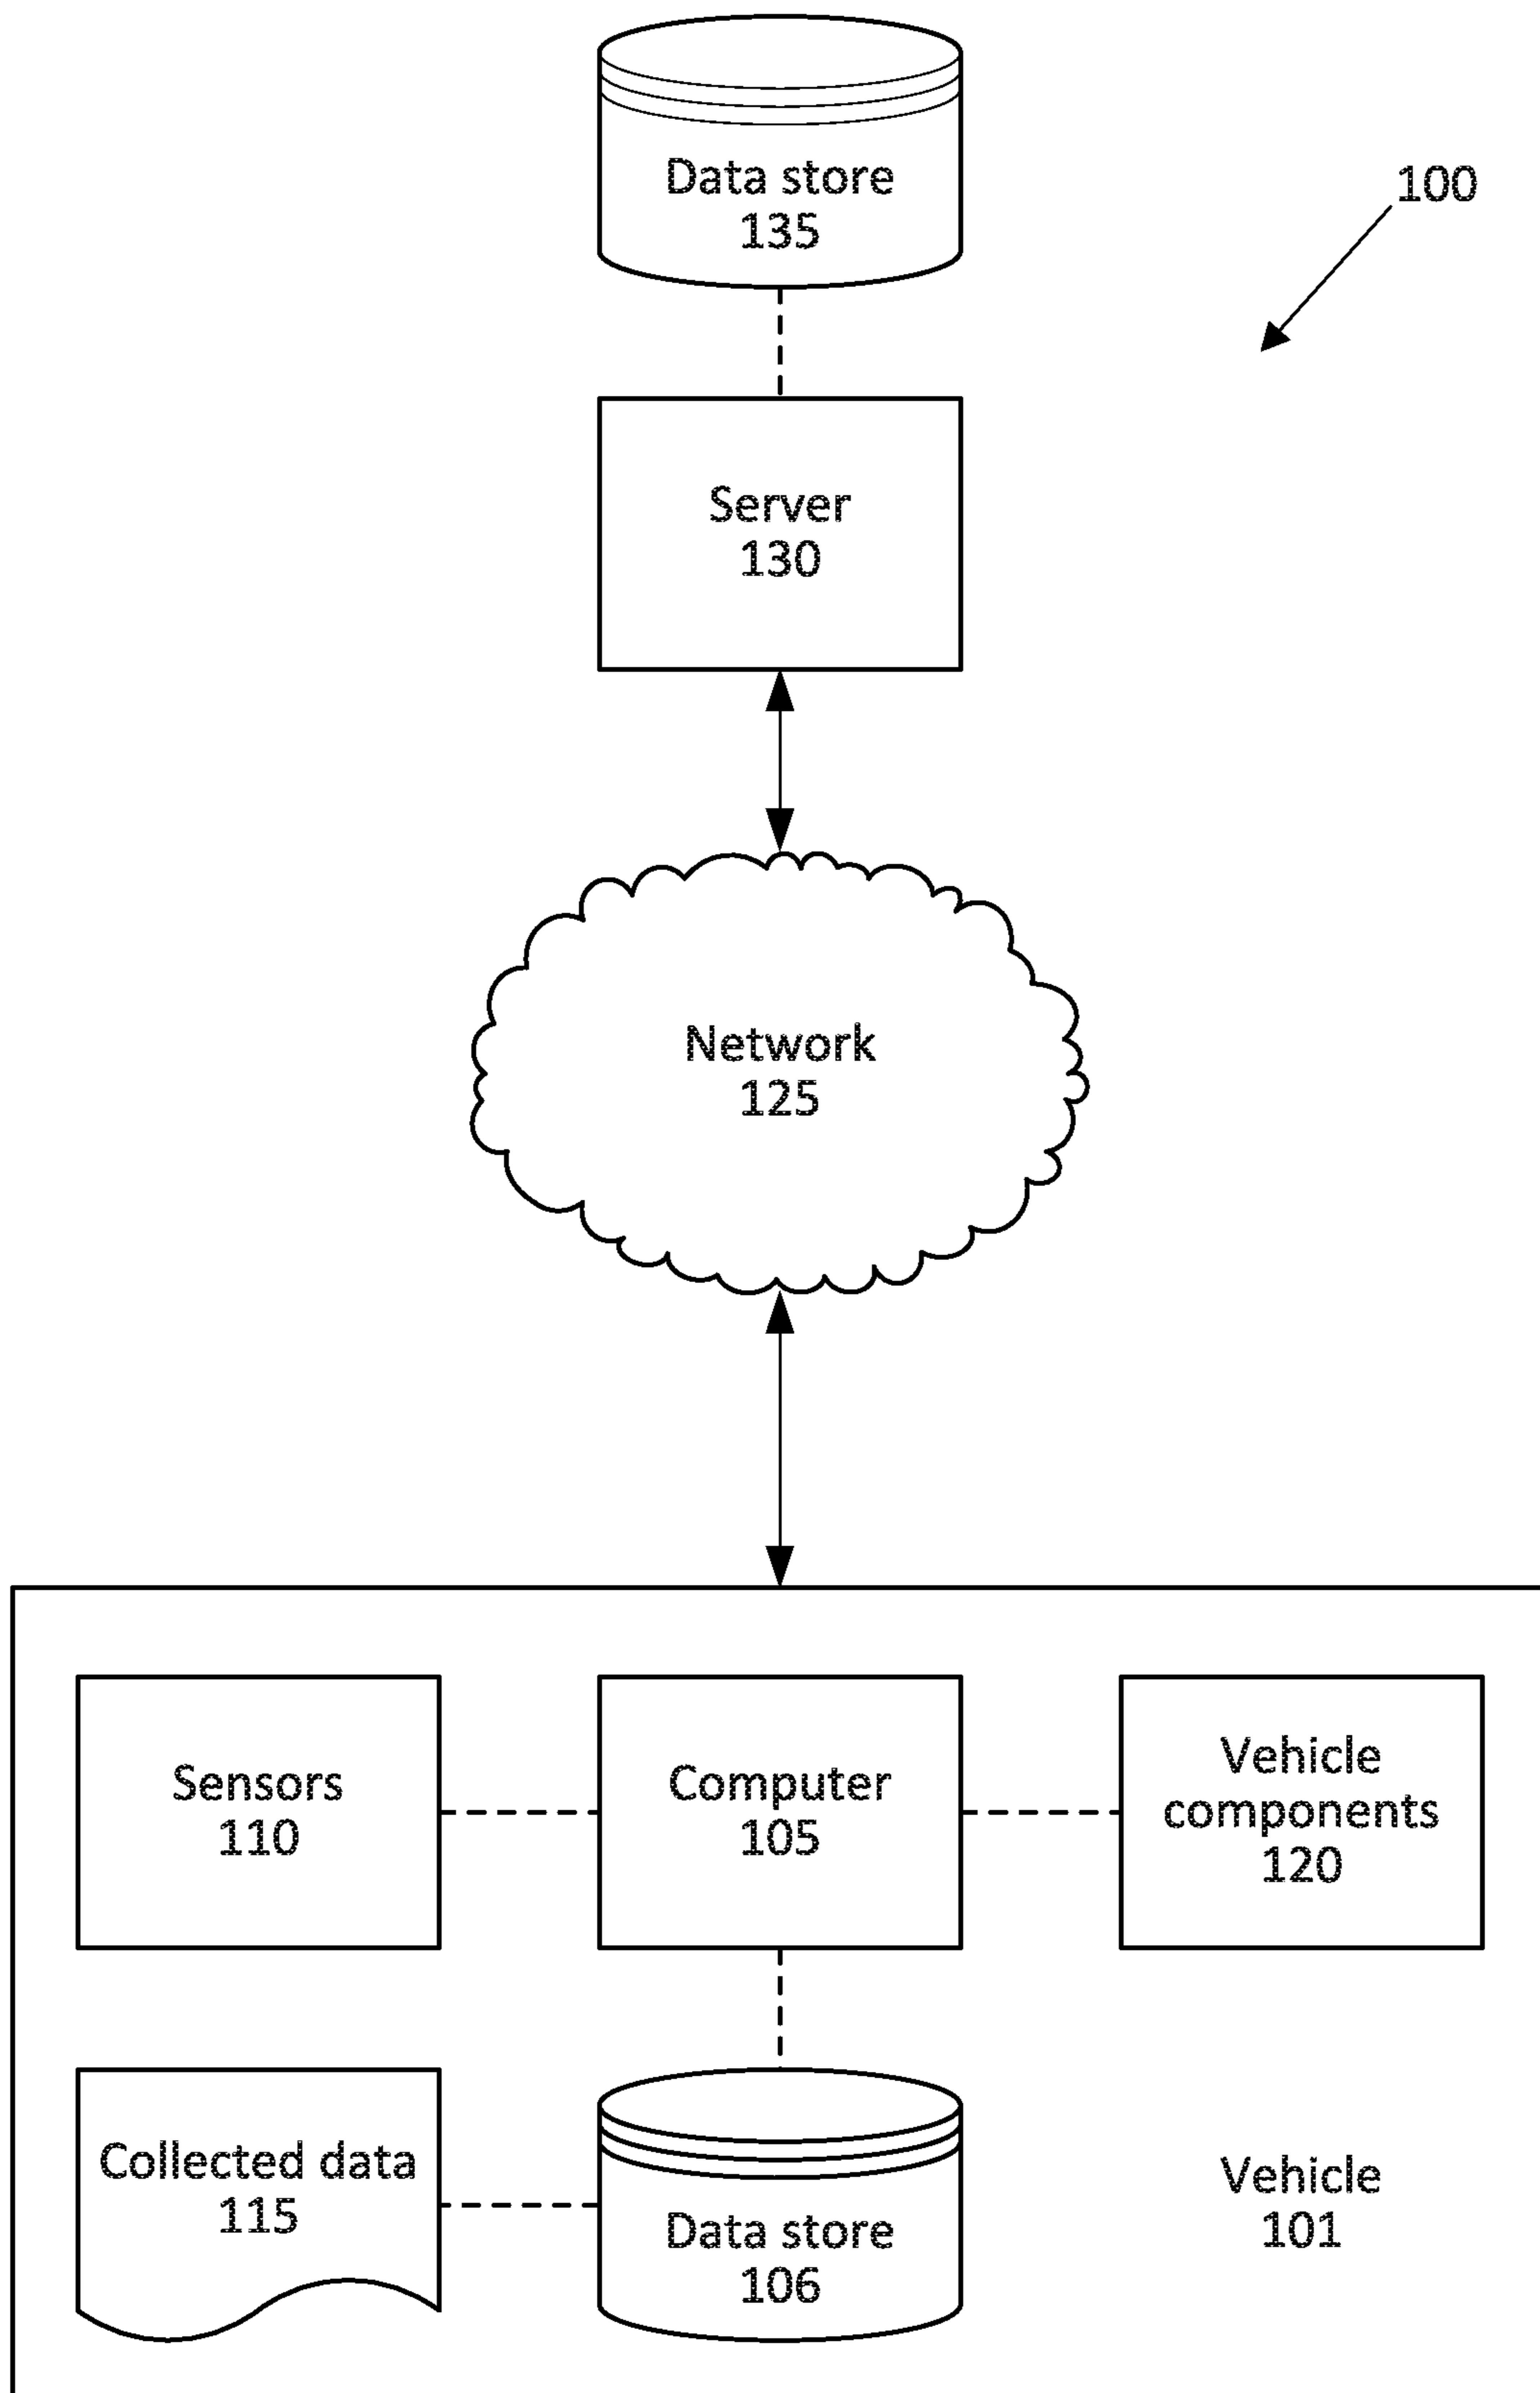 Data store
135
100
Server
130
Network
125
Sensors
110
Computer
105
Vehicle
components
120
Collected data
115
Data store
106
Vehicle
101